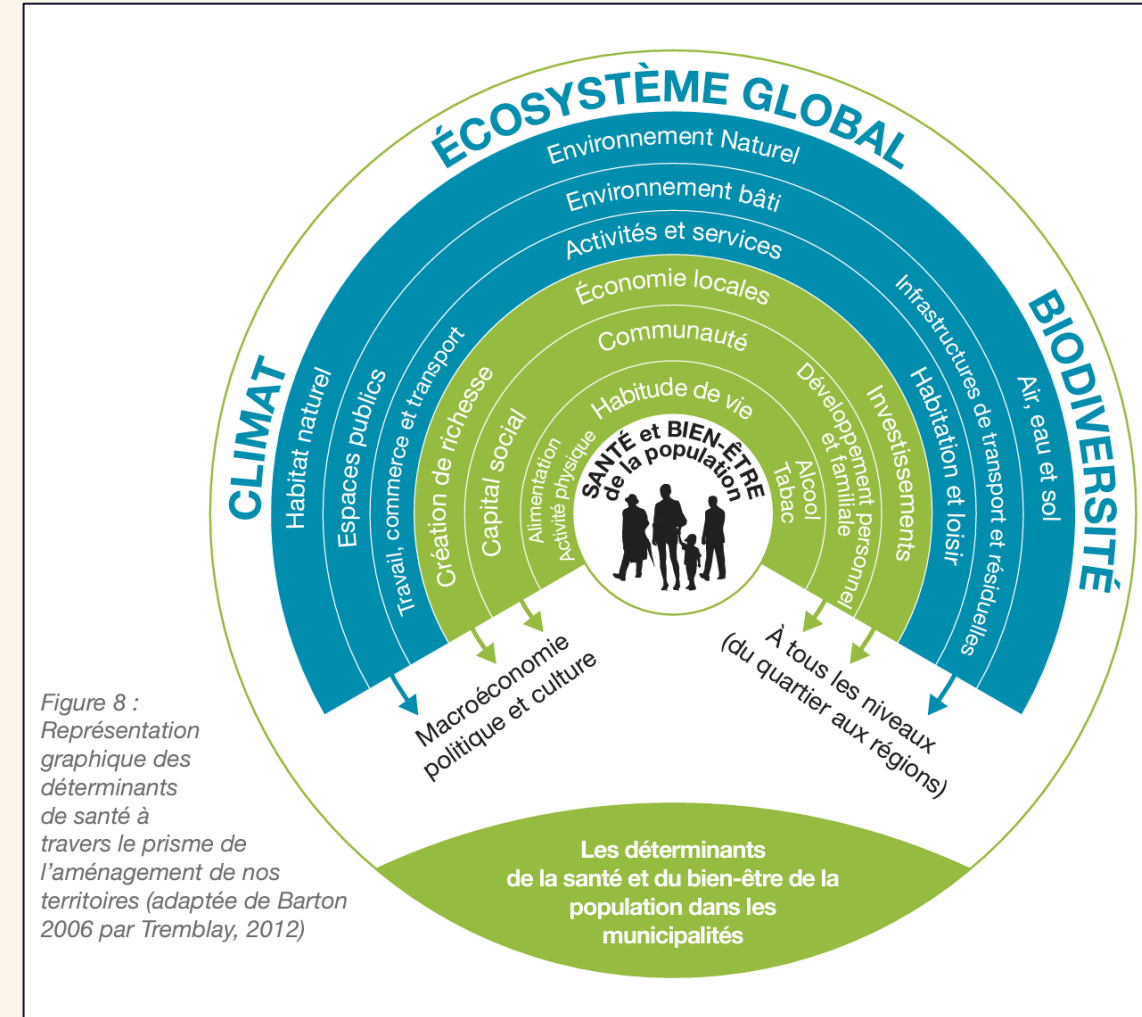 ÉCOSYSTÈME GLOBAL
CLIMAT
BIODIVERSITÉ
Environnement Naturel
Habitat naturel
Air, eau et sol
Environnement bâti
Espaces publics
Infrastructures de transport et résiduelles
Activités et services
Travail, commerce et transport
Habitation et loisir
Économie locales
Création de richesse
Investissements
Communauté
Capital social
Développement personnel
et familiale
Habitude de vie
Alimentation
Activité physique
Alcool
Tabac
SANTÉ et BIEN-ÊTRE
de la population
Macroéconomie
politique et culture
À tous les niveaux
(du quartier aux régions)
Figure 8 :
Représentation
graphique des
déterminants
de santé à
travers le prisme de
l'aménagement de nos
territoires (adaptée de Barton
2006 par Tremblay, 2012)
Les déterminants
de la santé et du bien-être de la
population dans les
municipalités